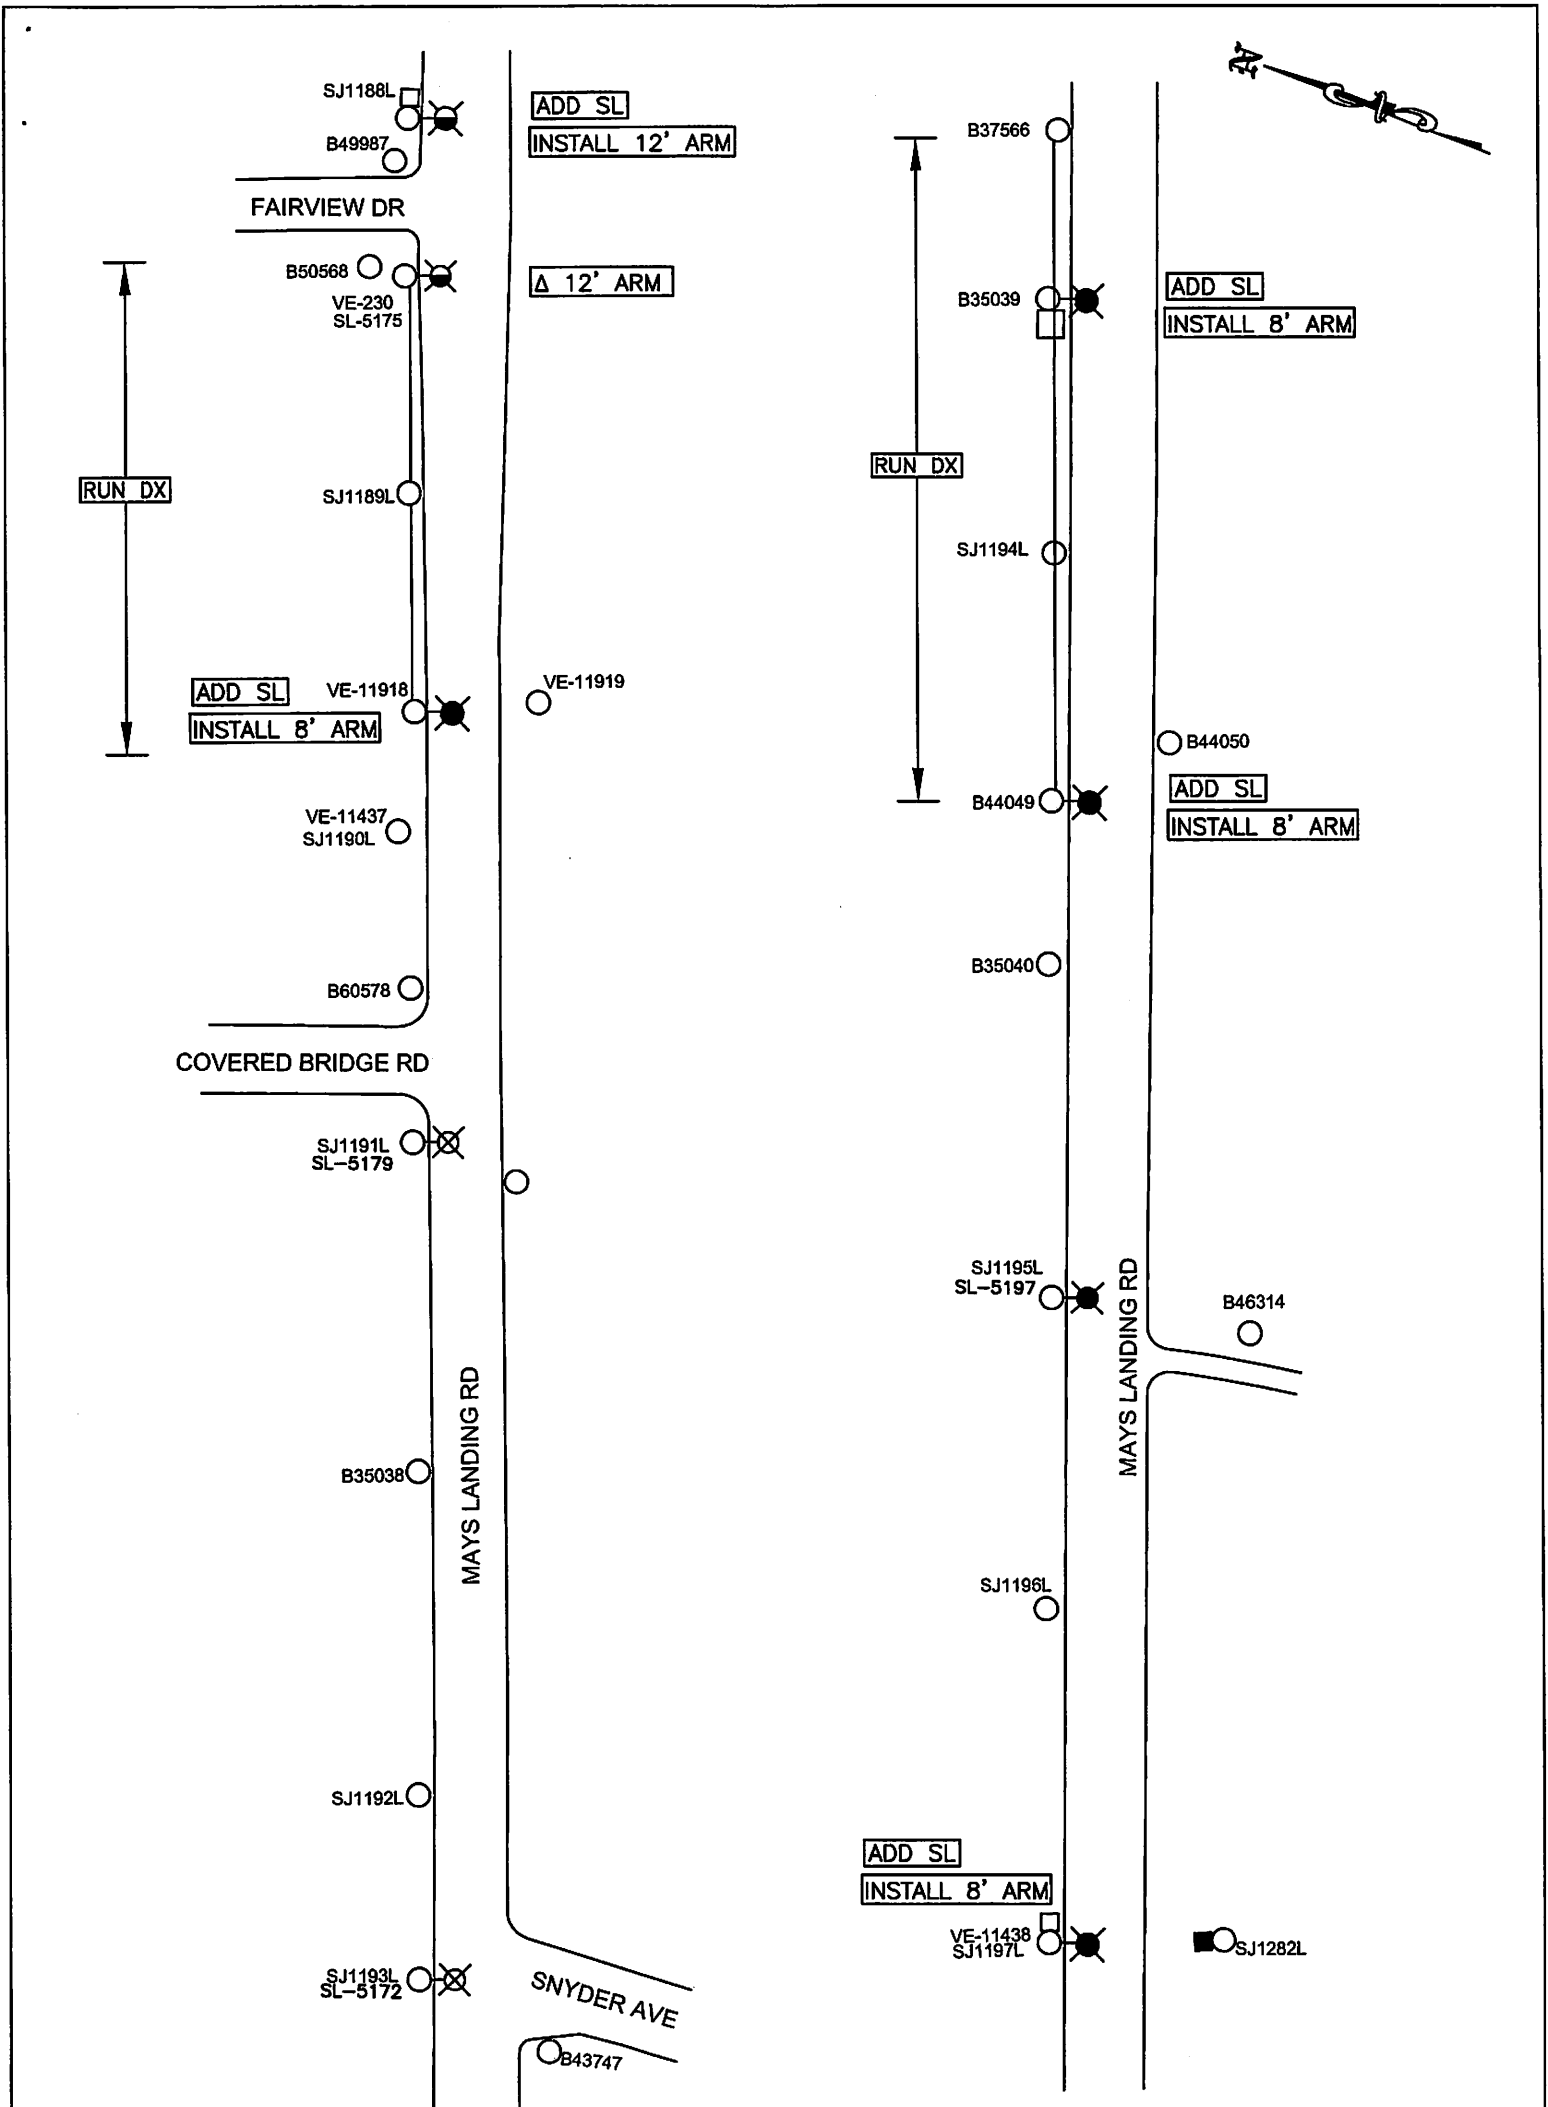 SJ1188L
ADD SL
INSTALL 12' ARM
B49987
FAIRVIEW DR
B50568
VE-230
SL-5175
Δ 12' ARM
RUN DX
SJ1189L
ADD SL
INSTALL 8' ARM
VE-11918
VE-11919
VE-11437
SJ1190L
B60578
COVERED BRIDGE RD
SJ1191L
SL-5179
B35038
MAYS LANDING RD
SJ1192L
SJ1193L
SL-5172
SNYDER AVE
B43747
N
B37566
B35039
ADD SL
INSTALL 8' ARM
RUN DX
SJ1194L
B44050
B44049
ADD SL
INSTALL 8' ARM
B35040
SJ1195L
SL-5197
MAYS LANDING RD
B46314
SJ1196L
ADD SL
INSTALL 8' ARM
VE-11438
SJ1197L
SJ1282L